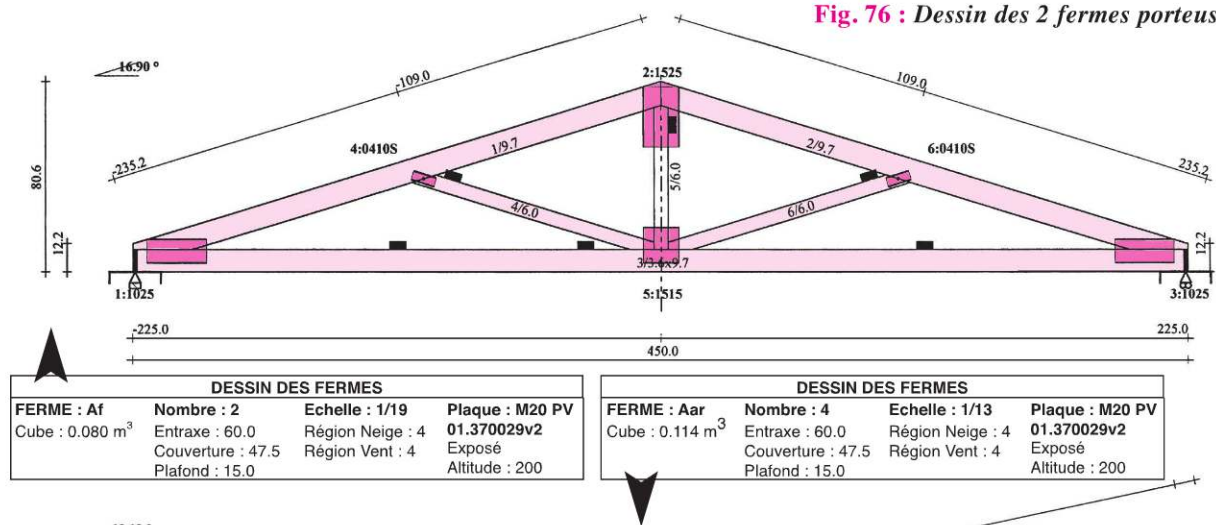 Fig. 76 : Dessin des 2 fermes porteus
16.90 °
-109.0
2:1525
109.0
80.6
-235.2
4:0410S
1/9.7
2/9.7
6:0410S
235.2
5/6.0
4/6.0
6/6.0
12.2
12.2
3/3.6x9.7
1:1025
5:1515
3:1025
-225.0
225.0
450.0
DESSIN DES FERMES
FERME : Af Nombre : 2 Echelle : 1/19 Plaque : M20 PV
Cube : 0.080 m³ Entraxe : 60.0 Région Neige : 4 01.370029v2
Couverture : 47.5 Région Vent : 4 Exposé
Plafond : 15.0 Altitude : 200
DESSIN DES FERMES
FERME : Aar Nombre : 4 Echelle : 1/13 Plaque : M20 PV
Cube : 0.114 m³ Entraxe : 60.0 Région Neige : 4 01.370029v2
Couverture : 47.5 Région Vent : 4 Exposé
Plafond : 15.0 Altitude : 200